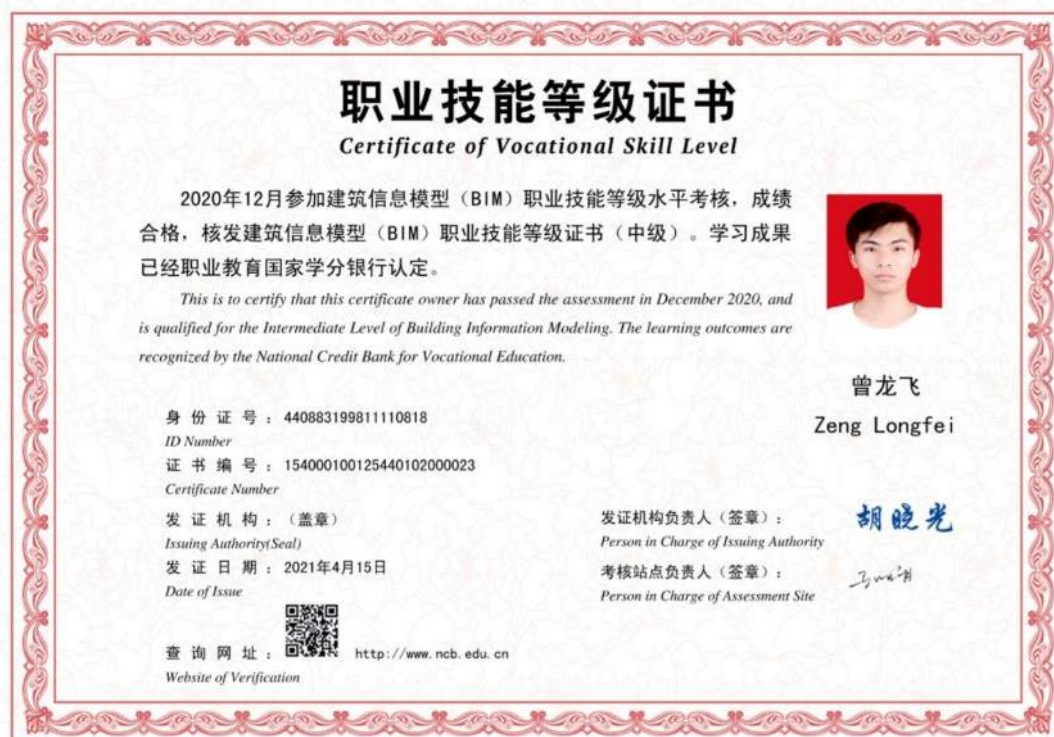 职业技能等级证书
Certificate of Vocational Skill Level
2020年12月参加建筑信息模型（BIM）职业技能等级水平考核，成绩
合格，核发建筑信息模型（BIM）职业技能等级证书（中级）。学习成果
已经职业教育国家学分银行认定。
This is to certify that this certificate owner has passed the assessment in December 2020, and
is qualified for the Intermediate Level of Building Information Modeling. The learning outcomes are
recognized by the National Credit Bank for Vocational Education.
曾龙飞
Zeng Longfei
身份证号：440883199811110818
ID Number
证书编号：154000100125440102000023
Certificate Number
发证机构：（盖章）
Issuing Authority(Seal)
发证日期：2021年4月15日
Date of Issue
发证机构负责人（签章）：胡晓光
Person in Charge of Issuing Authority
考核站点负责人（签章）：
Person in Charge of Assessment Site
查询网址：http://www.ncb.edu.cn
Website of Verification